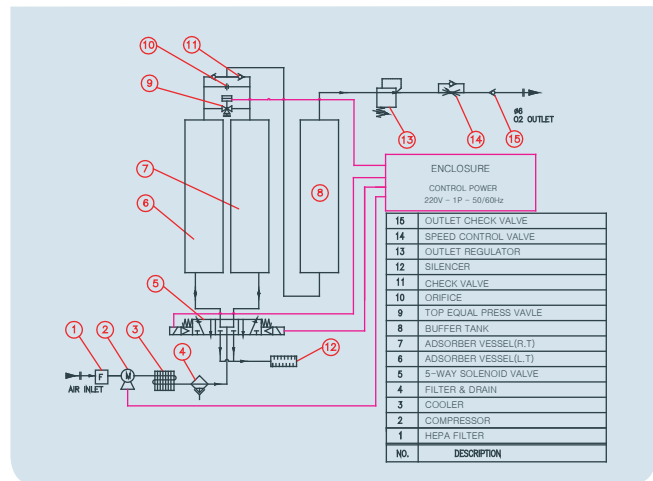 10
11
9
ø6
O2 OUTLET
13
14
15
7
6
8
ENCLOSURE
CONTROL POWER
220V - 1P - 50/60Hz
5
1
2
3
4
12
F
M
AIR INLET
15 OUTLET CHECK VALVE
14 SPEED CONTROL VALVE
13 OUTLET REGULATOR
12 SILENCER
11 CHECK VALVE
10 ORIFICE
9 TOP EQUAL PRESS VAVLE
8 BUFFER TANK
7 ADSORBER VESSEL(R.T)
6 ADSORBER VESSEL(L.T)
5 5-WAY SOLENOID VALVE
4 FILTER & DRAIN
3 COOLER
2 COMPRESSOR
1 HEPA FILTER
NO. DESCRIPTION